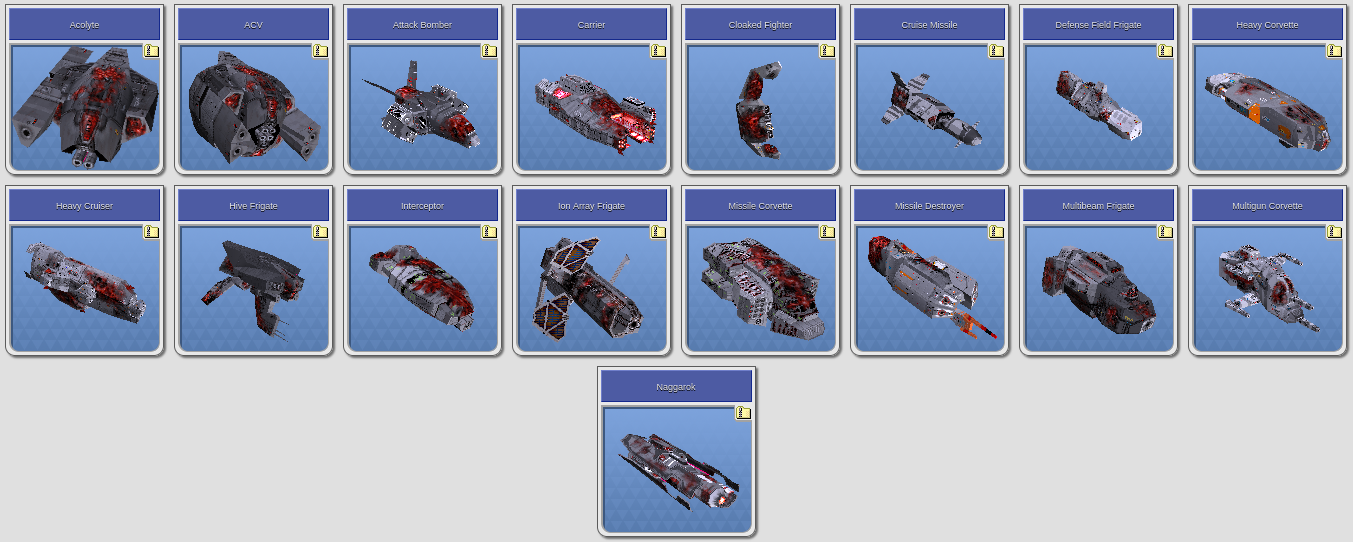 Acolyte
ACV
Attack Bomber
Carrier
Cloaked Fighter
Cruise Missile
Defense Field Frigate
Heavy Corvette
Heavy Cruiser
Hive Frigate
Interceptor
Ion Array Frigate
Missile Corvette
Missile Destroyer
Multibeam Frigate
Multigun Corvette
Naggarok